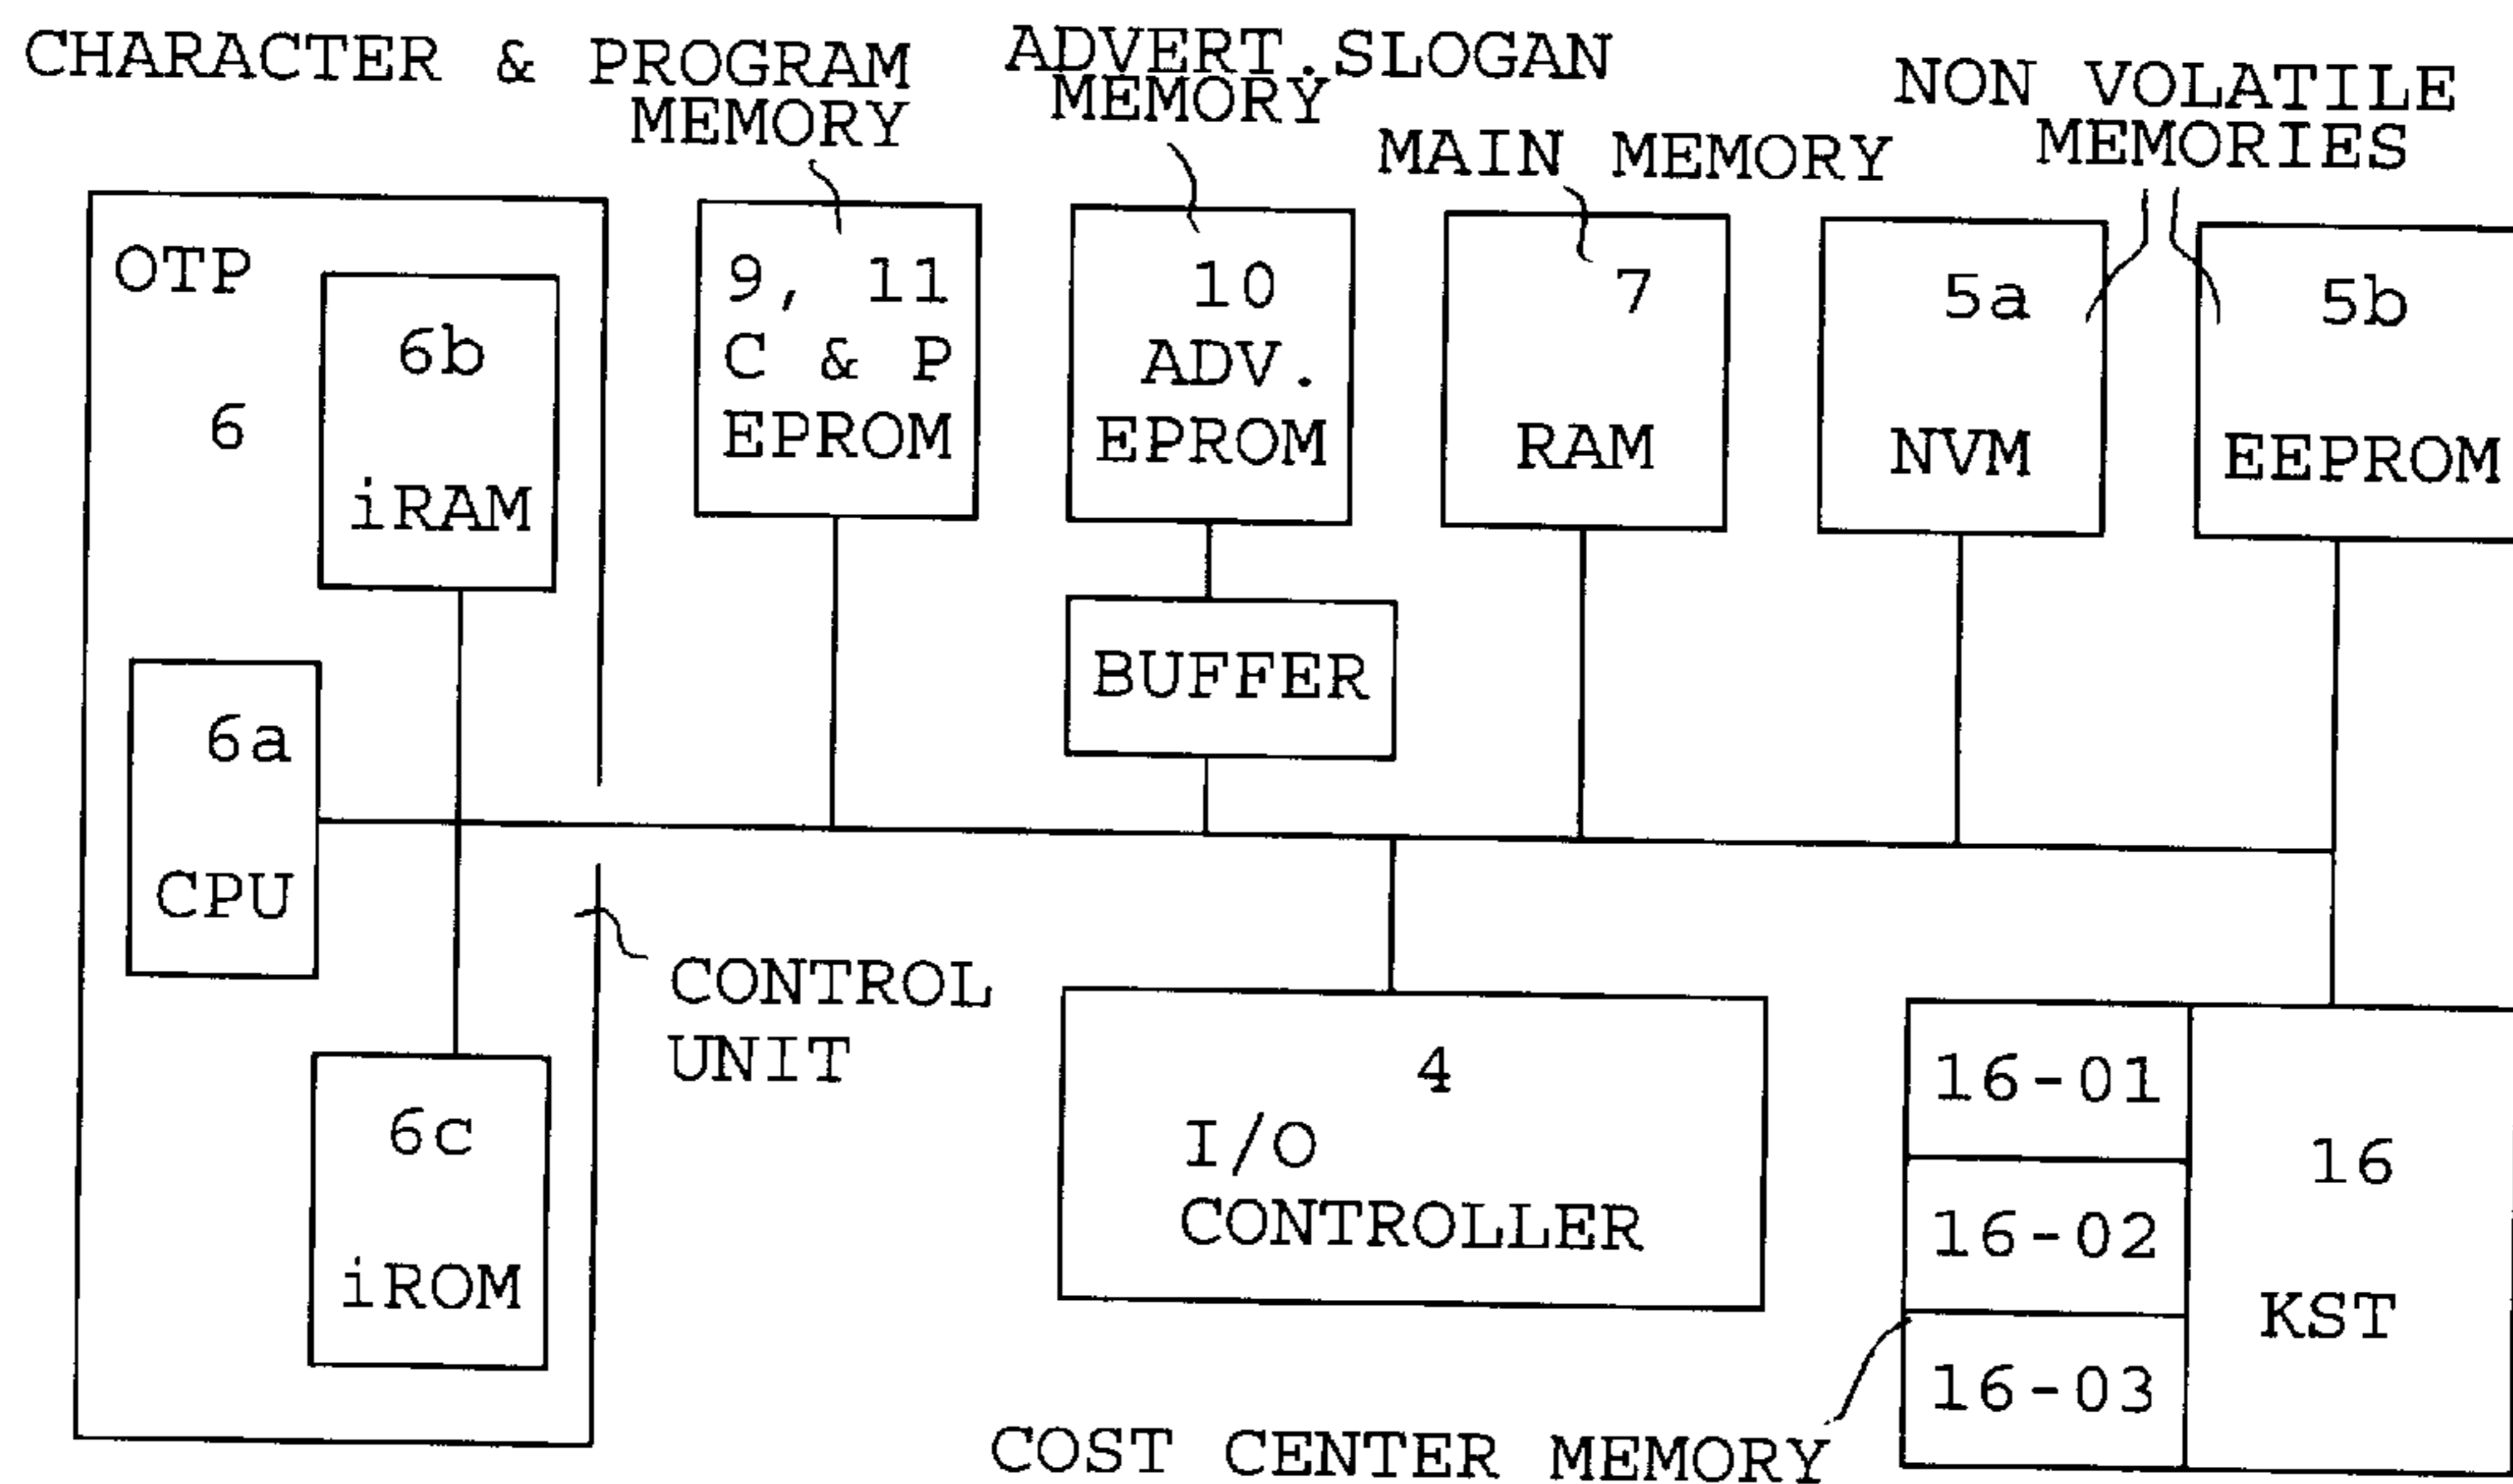 CHARACTER & PROGRAM
MEMORY
ADVERT.SLOGAN
MEMORY
MAIN MEMORY
NON VOLATILE
MEMORIES
OTP
6
6b
iRAM
6a
CPU
6c
iROM
CONTROL
UNIT
9, 11
C & P
EPROM
10
ADV.
EPROM
BUFFER
7
RAM
5a
NVM
5b
EEPROM
4
I/O
CONTROLLER
16-01
16-02
16-03
16
KST
COST CENTER MEMORY